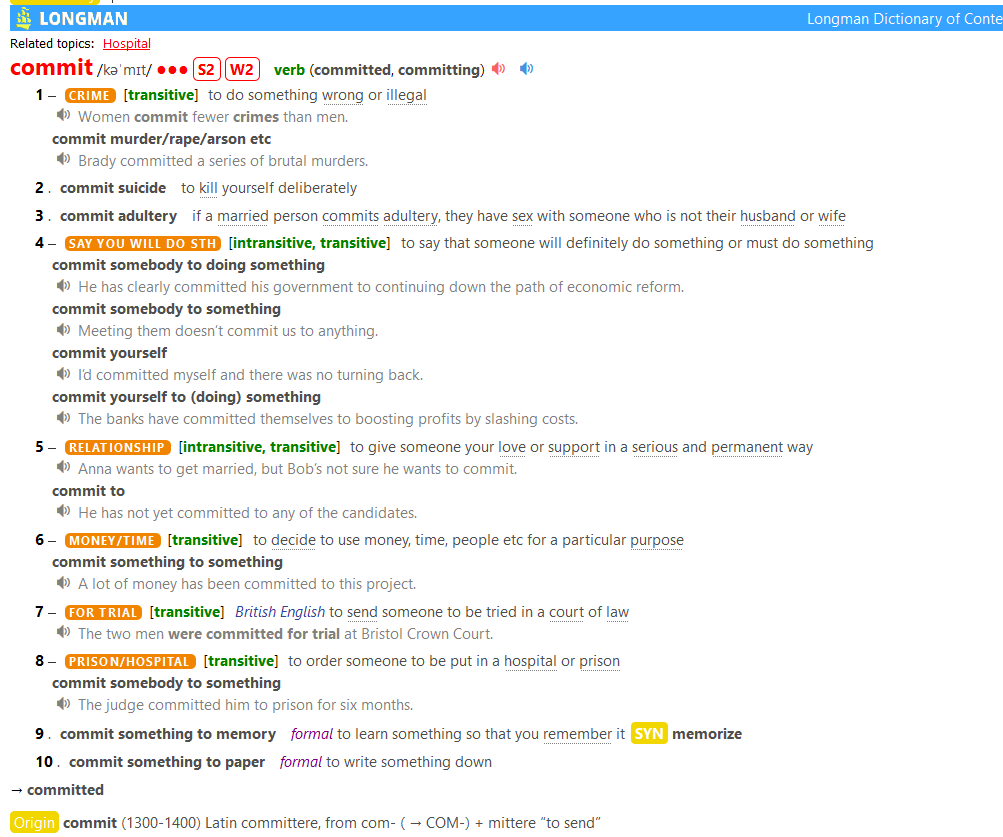 LONGMAN Longman Dictionary of Conte
Related topics: Hospital
commit /kəˈmɪt/ ●●● S2 W2 verb (committed, committing)
1 – CRIME [transitive] to do something wrong or illegal
Women commit fewer crimes than men.
commit murder/rape/arson etc
Brady committed a series of brutal murders.
2 . commit suicide to kill yourself deliberately
3 . commit adultery if a married person commits adultery, they have sex with someone who is not their husband or wife
4 – SAY YOU WILL DO STH [intransitive, transitive] to say that someone will definitely do something or must do something
commit somebody to doing something
He has clearly committed his government to continuing down the path of economic reform.
commit somebody to something
Meeting them doesn’t commit us to anything.
commit yourself
I’d committed myself and there was no turning back.
commit yourself to (doing) something
The banks have committed themselves to boosting profits by slashing costs.
5 – RELATIONSHIP [intransitive, transitive] to give someone your love or support in a serious and permanent way
Anna wants to get married, but Bob’s not sure he wants to commit.
commit to
He has not yet committed to any of the candidates.
6 – MONEY/TIME [transitive] to decide to use money, time, people etc for a particular purpose
commit something to something
A lot of money has been committed to this project.
7 – FOR TRIAL [transitive] British English to send someone to be tried in a court of law
The two men were committed for trial at Bristol Crown Court.
8 – PRISON/HOSPITAL [transitive] to order someone to be put in a hospital or prison
commit somebody to something
The judge committed him to prison for six months.
9 . commit something to memory formal to learn something so that you remember it SYN memorize
10 . commit something to paper formal to write something down
→ committed
Origin commit (1300-1400) Latin committere, from com- ( → COM-) + mittere “to send”